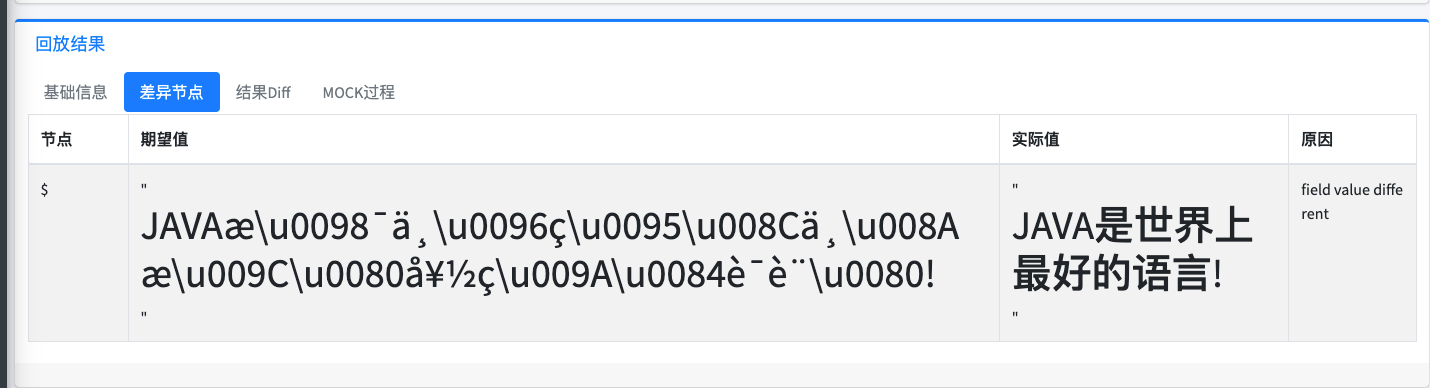 回放结果
基础信息 差异节点 结果Diff MOCK过程
节点 期望值 实际值 原因
$ " " field value diffe
rent
JAVAæ\u0098¯ä¸\u0096ç\u0095\u008Cä¸\u008A JAVA是世界上
æ\u009C\u0080å¥½ç\u009A\u0084è¯­è¨\u0080! 最好的语言!
" "